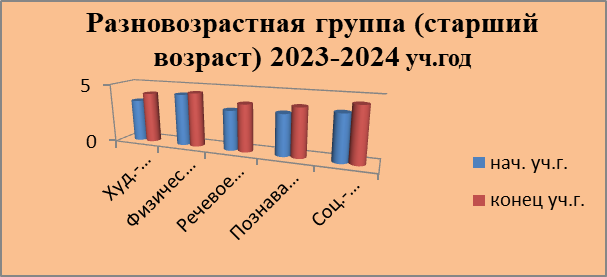 Разновозрастная группа (старший
возраст) 2023-2024 уч.год
5
0
Худ.-...
Физичес...
Речевое...
Познава...
Соц.-...
нач. уч.г.
конец уч.г.